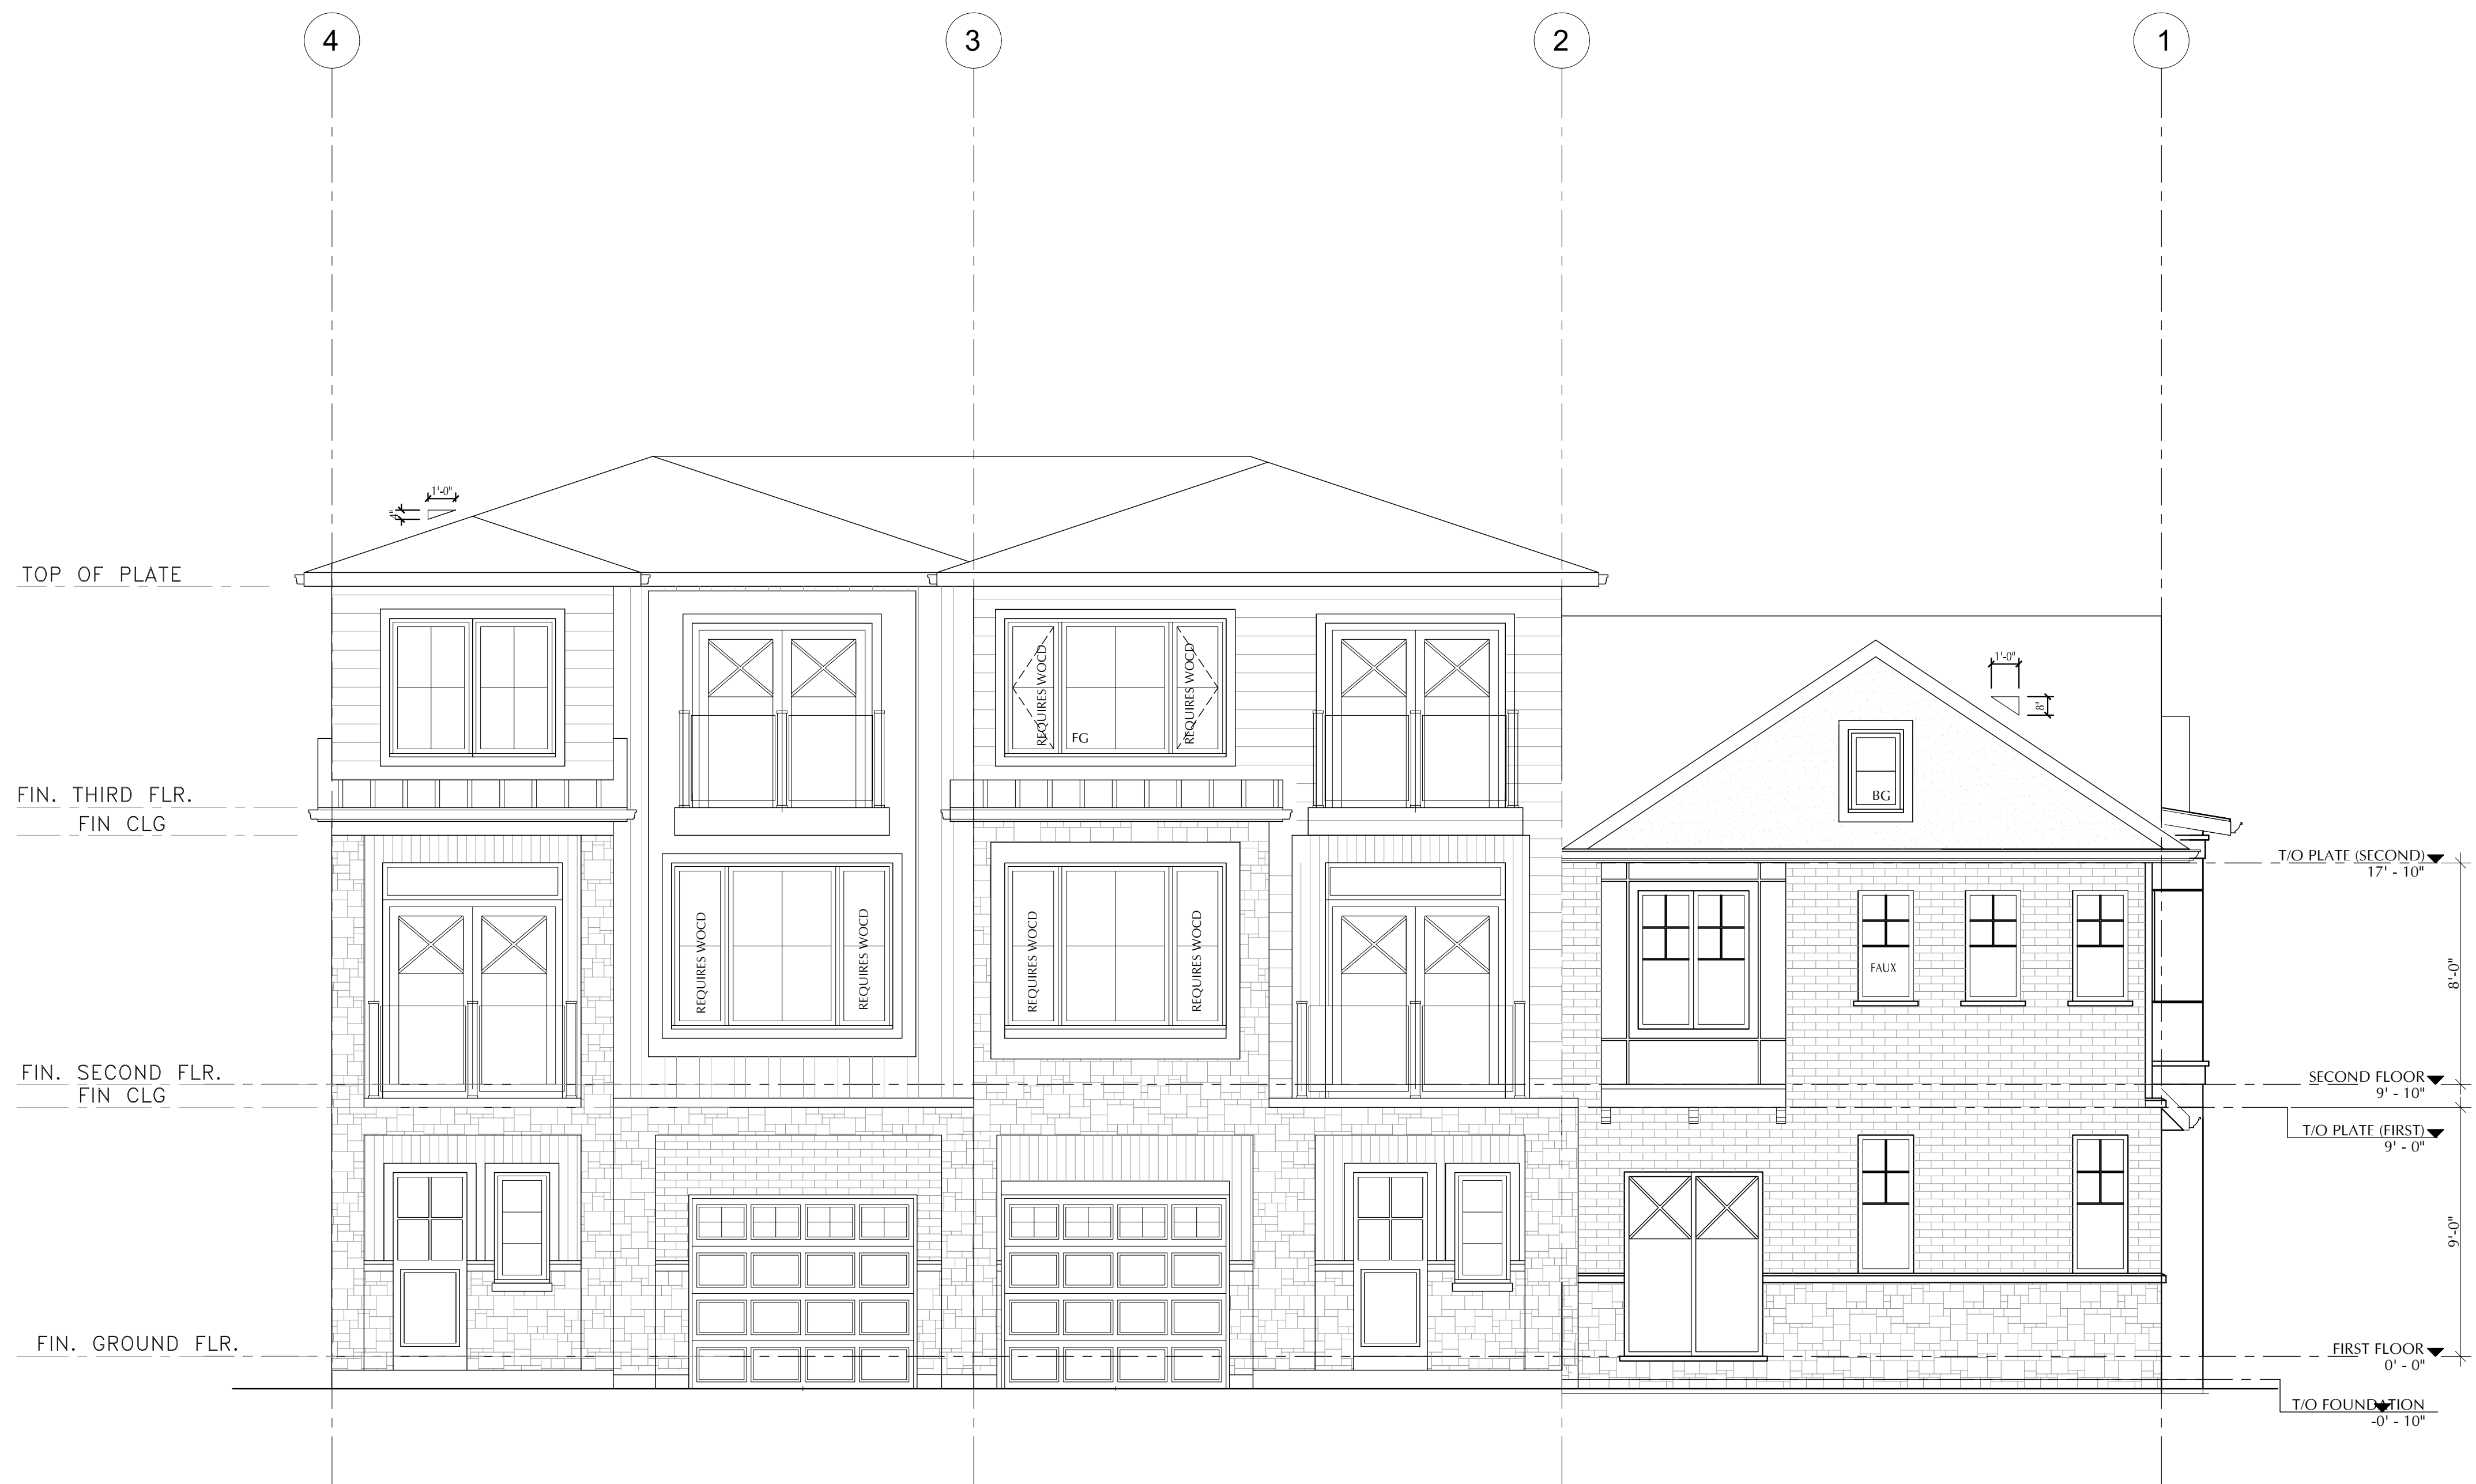 4
3
2
1
1'-0"
4"
TOP OF PLATE
1'-0"
8"
REQUIRES WOCD
FG
REQUIRES WOCD
BG
FIN. THIRD FLR.
FIN CLG
T/O PLATE (SECOND)
17' - 10"
REQUIRES WOCD
REQUIRES WOCD
REQUIRES WOCD
REQUIRES WOCD
FAUX
8'-0"
FIN. SECOND FLR.
FIN CLG
SECOND FLOOR
9' - 10"
T/O PLATE (FIRST)
9' - 0"
9'-0"
FIN. GROUND FLR.
FIRST FLOOR
0' - 0"
T/O FOUNDATION
-0' - 10"